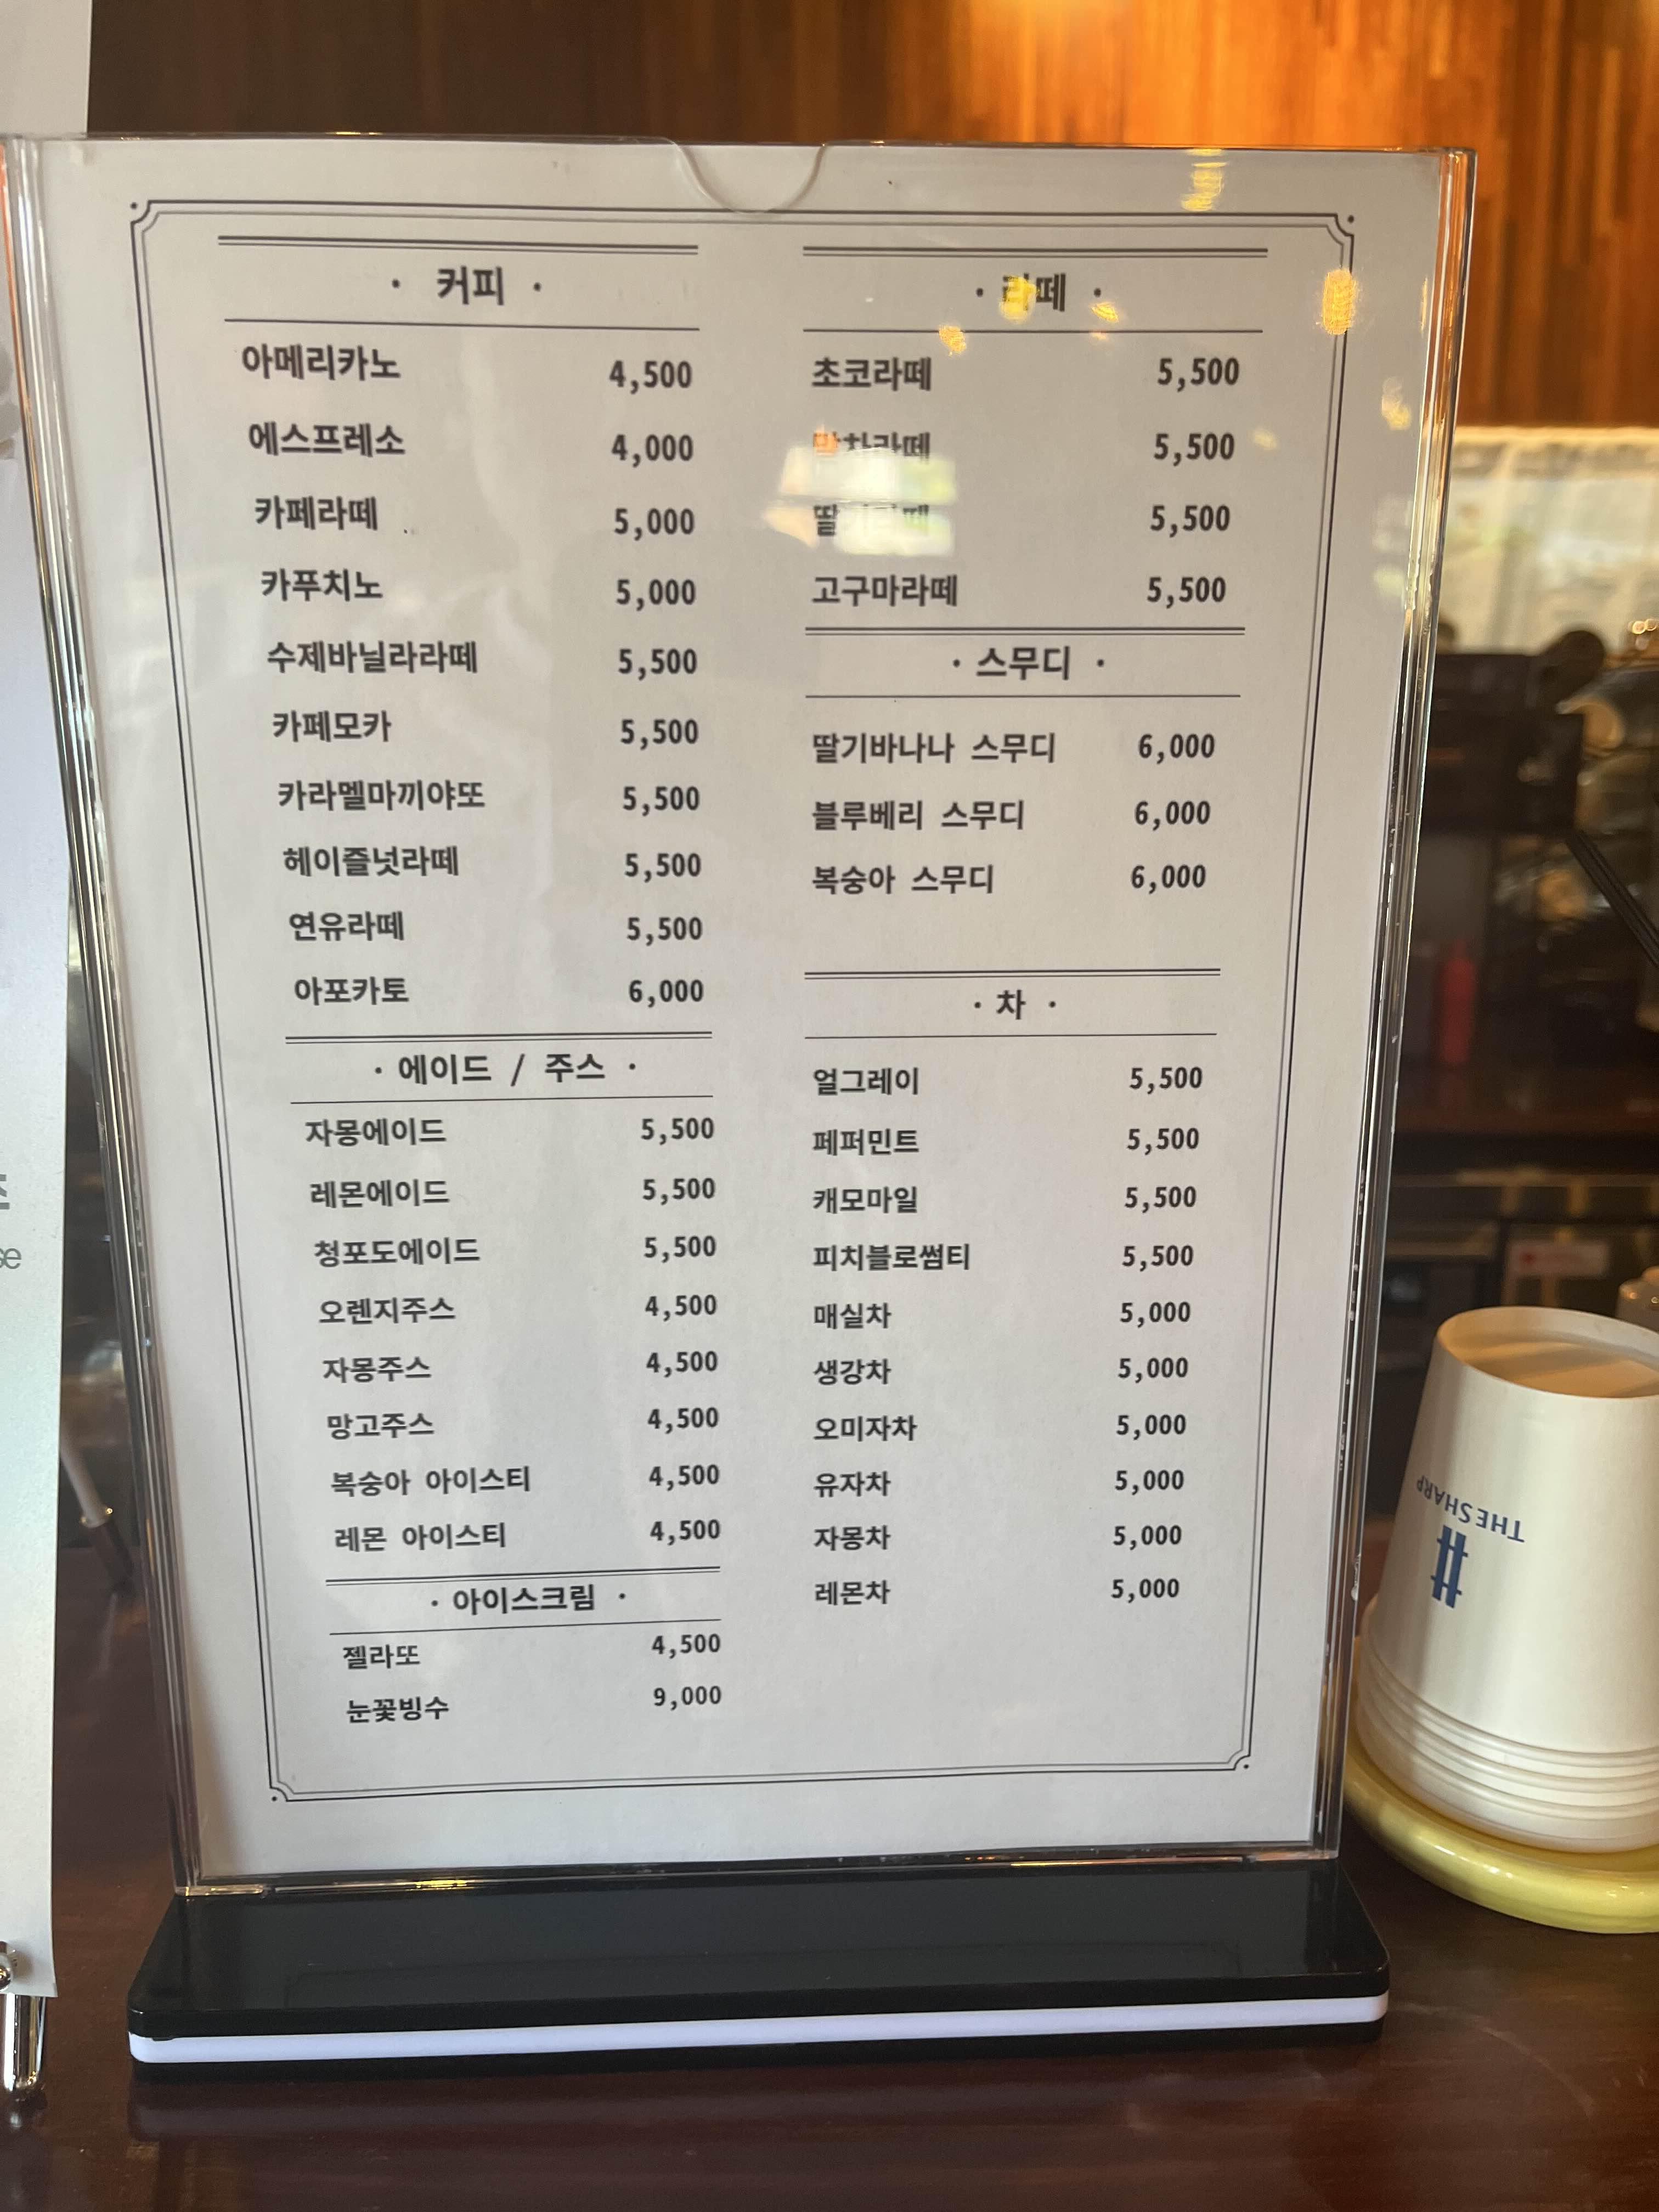 · 커피 ·
아메리카노 4,500
에스프레소 4,000
카페라떼 5,000
카푸치노 5,000
수제바닐라라떼 5,500
카페모카 5,500
카라멜마끼야또 5,500
헤이즐넛라떼 5,500
연유라떼 5,500
아포카토 6,000
· 에이드 / 주스 ·
자몽에이드 5,500
레몬에이드 5,500
청포도에이드 5,500
오렌지주스 4,500
자몽주스 4,500
망고주스 4,500
복숭아 아이스티 4,500
레몬 아이스티 4,500
· 아이스크림 ·
젤라또 4,500
눈꽃빙수 9,000
· 라떼 ·
초코라떼 5,500
5,500
5,500
고구마라떼 5,500
· 스무디 ·
딸기바나나 스무디 6,000
블루베리 스무디 6,000
복숭아 스무디 6,000
· 차 ·
얼그레이 5,500
페퍼민트 5,500
캐모마일 5,500
피치블로썸티 5,500
매실차 5,000
생강차 5,000
오미자차 5,000
유자차 5,000
자몽차 5,000
레몬차 5,000
THE SHARP